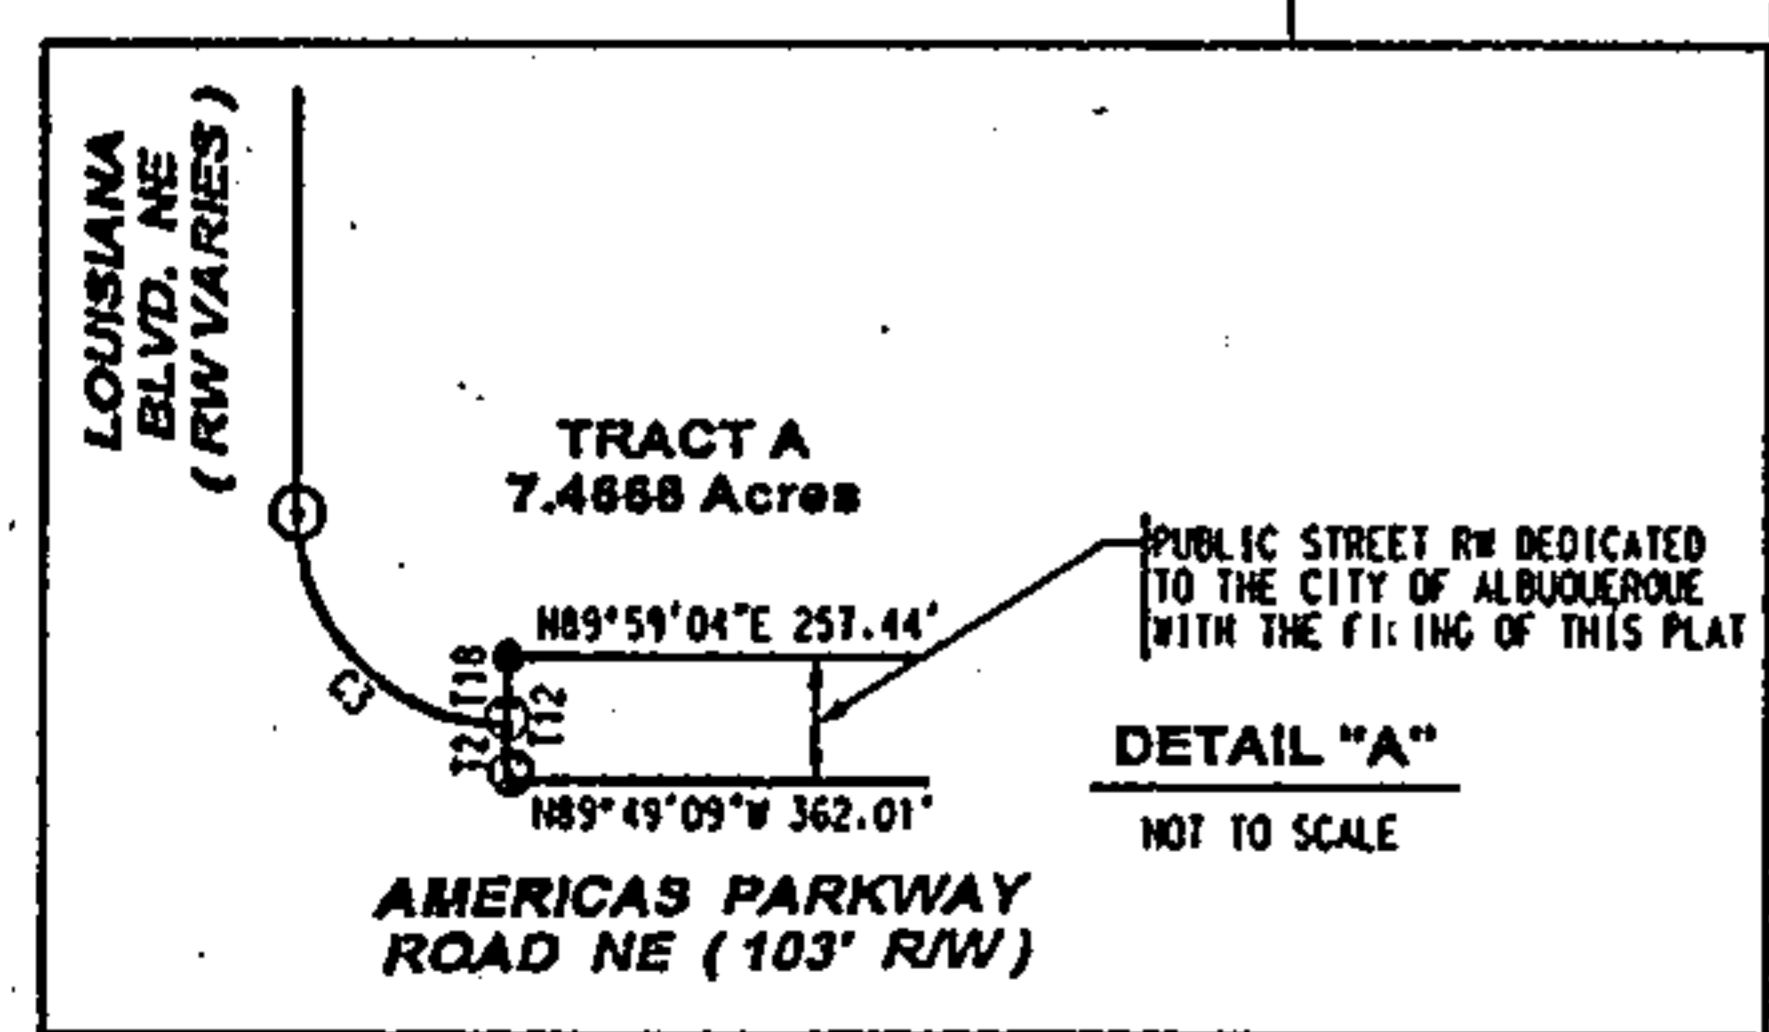 LOUISIANA
BLVD. NE
(RW VARIES)
TRACT A
7.4668 Acres
PUBLIC STREET RW DEDICATED
TO THE CITY OF ALBUQUERQUE
WITH THE FILING OF THIS PLAT
N89°59'04"E 257.44'
T18
C3
T12
T2
N89°49'09"W 362.01'
DETAIL "A"
NOT TO SCALE
AMERICAS PARKWAY
ROAD NE (103' R/W)